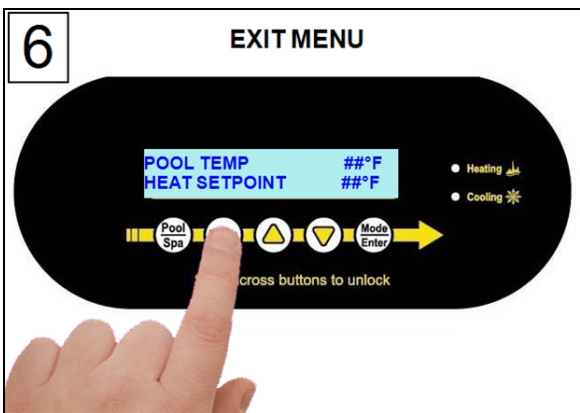 6
EXIT MENU
POOL TEMP ##°F
HEAT SETPOINT ##°F
Heating
Cooling
Pool
Spa
Mode
Enter
across buttons to unlock